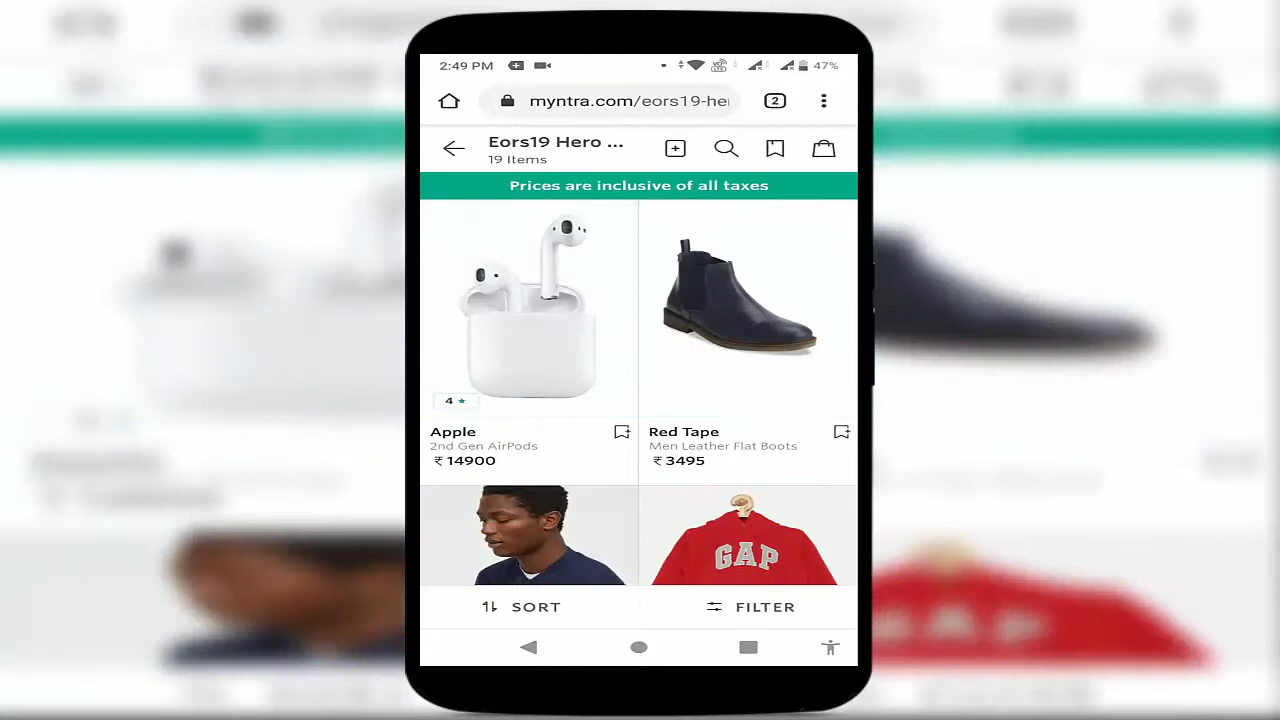 2:49 PM
47%
myntra.com/eors19-he
2
Eors19 Hero ...
19 Items
Prices are inclusive of all taxes
4 ★
Apple
2nd Gen AirPods
₹ 14900
Red Tape
Men Leather Flat Boots
₹ 3495
GAP
SORT
FILTER